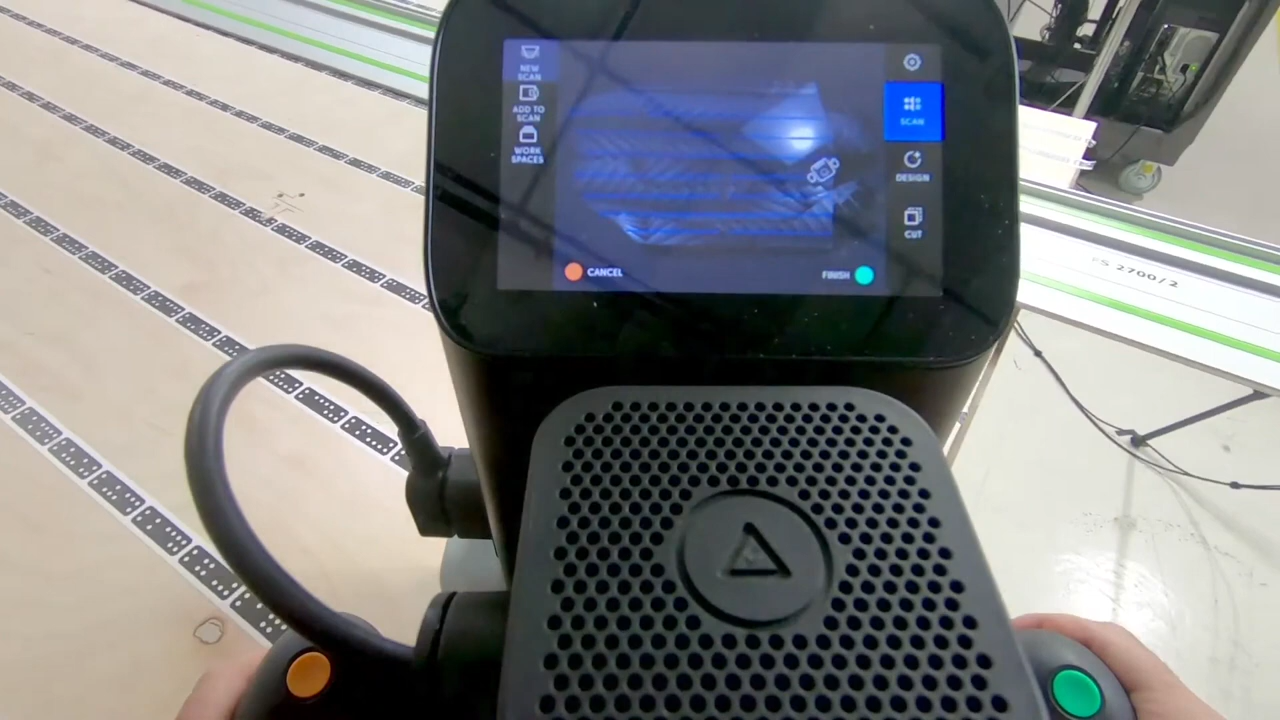 NEW
SCAN
ADD TO
SCAN
WORK
SPACES
SCAN
DESIGN
CUT
CANCEL
FINISH
FS 2700/2